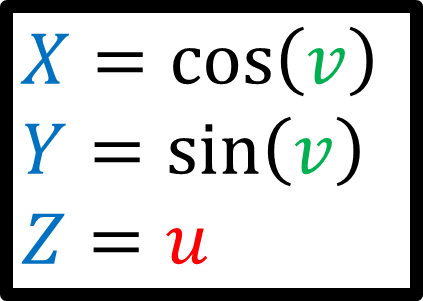 X = cos(v)
Y = sin(v)
Z = u